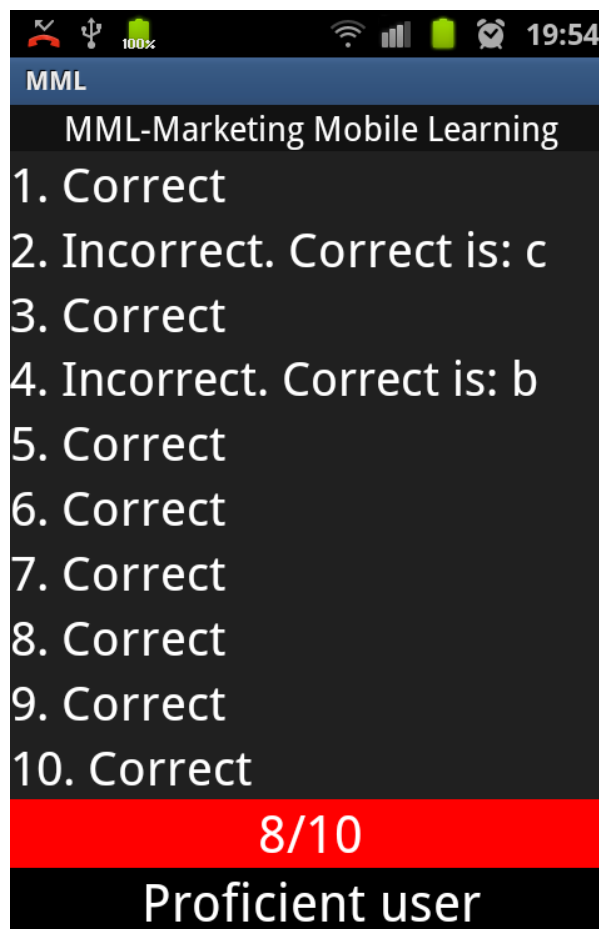 100%
19:54
MML
MML-Marketing Mobile Learning
1. Correct
2. Incorrect. Correct is: c
3. Correct
4. Incorrect. Correct is: b
5. Correct
6. Correct
7. Correct
8. Correct
9. Correct
10. Correct
8/10
Proficient user